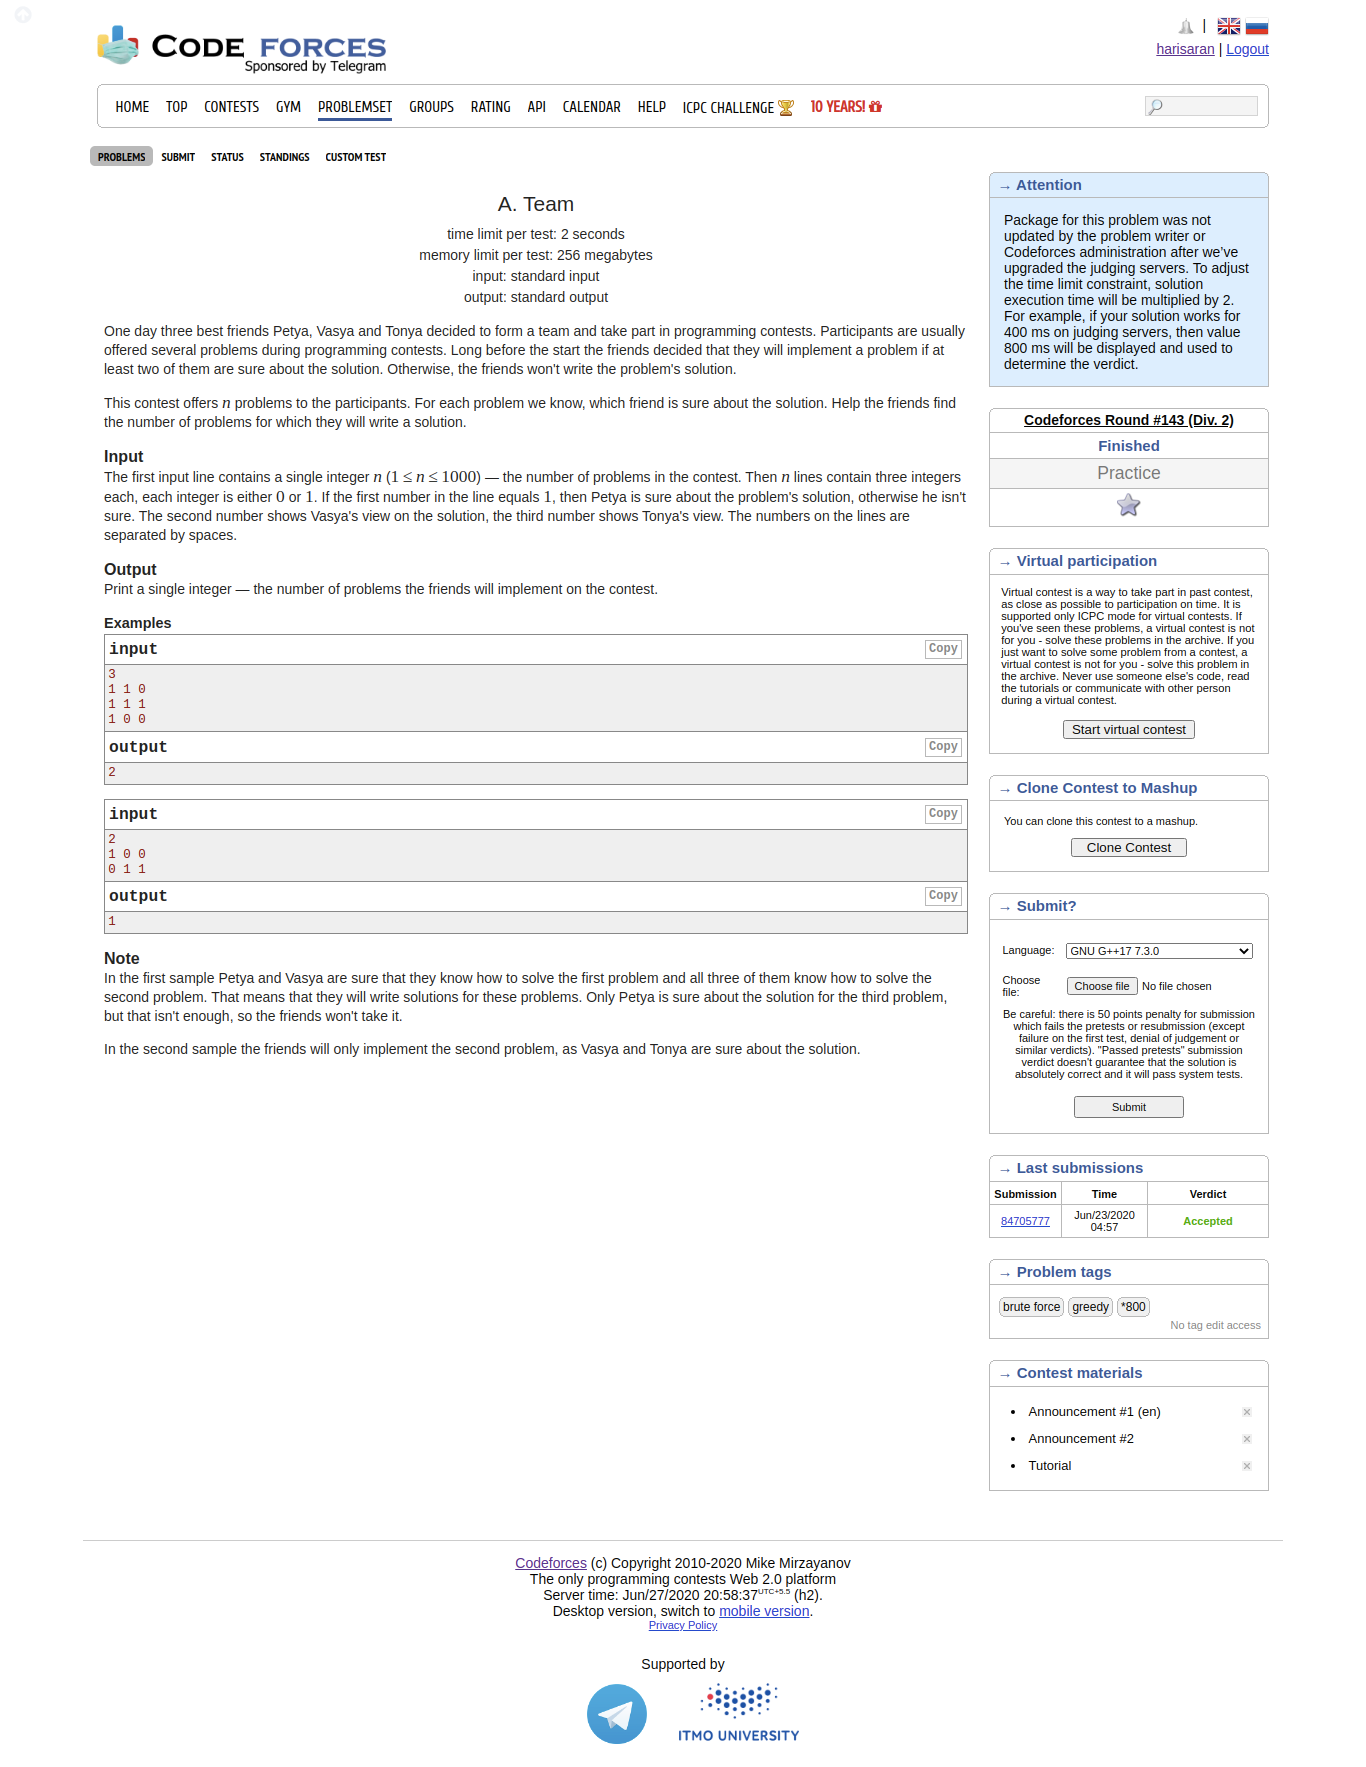 CODE FORCES
Sponsored by Telegram
|
harisaran | Logout
HOME TOP CONTESTS GYM PROBLEMSET GROUPS RATING API CALENDAR HELP ICPC CHALLENGE 10 YEARS!
PROBLEMS SUBMIT STATUS STANDINGS CUSTOM TEST
A. Team
time limit per test: 2 seconds
memory limit per test: 256 megabytes
input: standard input
output: standard output
One day three best friends Petya, Vasya and Tonya decided to form a team and take part in programming contests. Participants are usually
offered several problems during programming contests. Long before the start the friends decided that they will implement a problem if at
least two of them are sure about the solution. Otherwise, the friends won't write the problem's solution.
This contest offers n problems to the participants. For each problem we know, which friend is sure about the solution. Help the friends find
the number of problems for which they will write a solution.
Input
The first input line contains a single integer n (1 ≤ n ≤ 1000) — the number of problems in the contest. Then n lines contain three integers
each, each integer is either 0 or 1. If the first number in the line equals 1, then Petya is sure about the problem's solution, otherwise he isn't
sure. The second number shows Vasya's view on the solution, the third number shows Tonya's view. The numbers on the lines are
separated by spaces.
Output
Print a single integer — the number of problems the friends will implement on the contest.
Examples
input Copy
3
1 1 0
1 1 1
1 0 0
output Copy
2
input Copy
2
1 0 0
0 1 1
output Copy
1
Note
In the first sample Petya and Vasya are sure that they know how to solve the first problem and all three of them know how to solve the
second problem. That means that they will write solutions for these problems. Only Petya is sure about the solution for the third problem,
but that isn't enough, so the friends won't take it.
In the second sample the friends will only implement the second problem, as Vasya and Tonya are sure about the solution.
→ Attention
Package for this problem was not
updated by the problem writer or
Codeforces administration after we've
upgraded the judging servers. To adjust
the time limit constraint, solution
execution time will be multiplied by 2.
For example, if your solution works for
400 ms on judging servers, then value
800 ms will be displayed and used to
determine the verdict.
Codeforces Round #143 (Div. 2)
Finished
Practice
→ Virtual participation
Virtual contest is a way to take part in past contest,
as close as possible to participation on time. It is
supported only ICPC mode for virtual contests. If
you've seen these problems, a virtual contest is not
for you - solve these problems in the archive. If you
just want to solve some problem from a contest, a
virtual contest is not for you - solve this problem in
the archive. Never use someone else's code, read
the tutorials or communicate with other person
during a virtual contest.
Start virtual contest
→ Clone Contest to Mashup
You can clone this contest to a mashup.
Clone Contest
→ Submit?
Language: GNU G++17 7.3.0
Choose
file: Choose file No file chosen
Be careful: there is 50 points penalty for submission
which fails the pretests or resubmission (except
failure on the first test, denial of judgement or
similar verdicts). "Passed pretests" submission
verdict doesn't guarantee that the solution is
absolutely correct and it will pass system tests.
Submit
→ Last submissions
Submission Time Verdict
84705777 Jun/23/2020
04:57 Accepted
→ Problem tags
brute force greedy *800
No tag edit access
→ Contest materials
• Announcement #1 (en)
• Announcement #2
• Tutorial
Codeforces (c) Copyright 2010-2020 Mike Mirzayanov
The only programming contests Web 2.0 platform
Server time: Jun/27/2020 20:58:37UTC+5.5 (h2).
Desktop version, switch to mobile version.
Privacy Policy
Supported by
ITMO UNIVERSITY